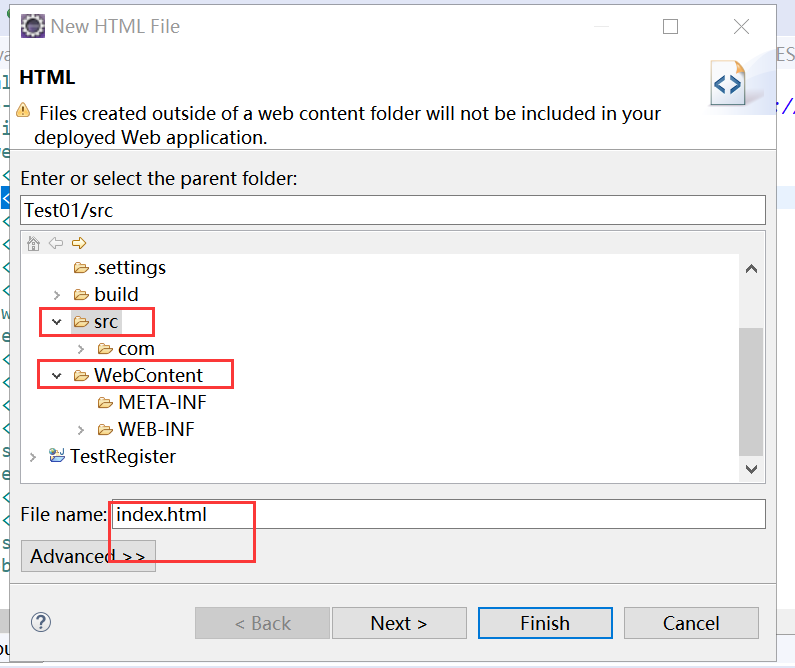 New HTML File
HTML
Files created outside of a web content folder will not be included in your
deployed Web application.
Enter or select the parent folder:
Test01/src
.settings
build
src
com
WebContent
META-INF
WEB-INF
TestRegister
File name: index.html
Advanced >>
< Back Next > Finish Cancel